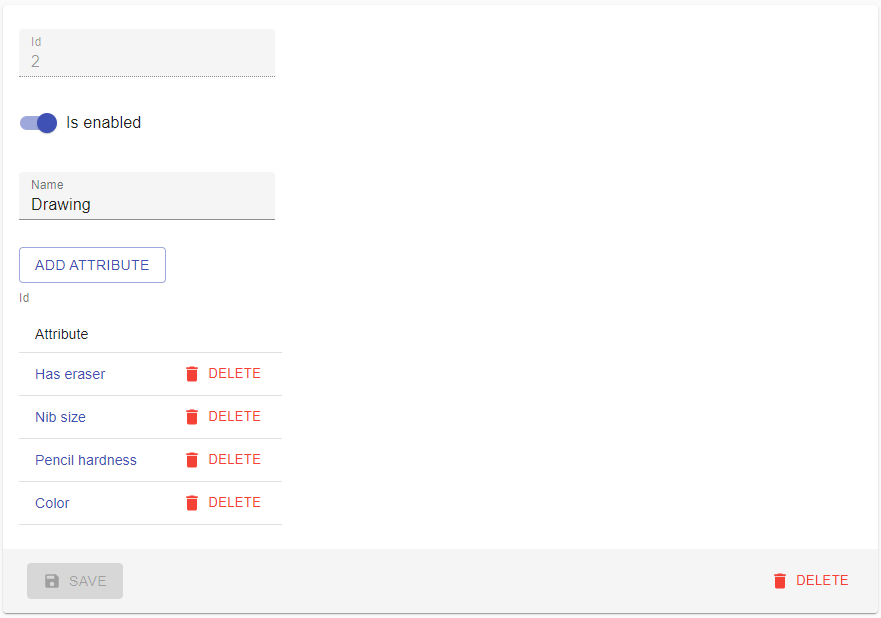 Id
2
Is enabled
Name
Drawing
ADD ATTRIBUTE
Id
Attribute
Has eraser DELETE
Nib size DELETE
Pencil hardness DELETE
Color DELETE
SAVE DELETE